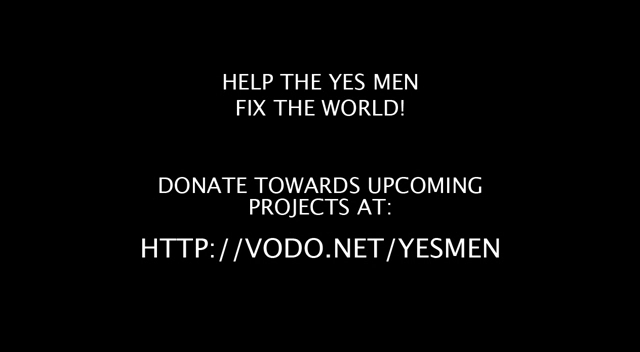 HELP THE YES MEN
FIX THE WORLD!
DONATE TOWARDS UPCOMING
PROJECTS AT:
HTTP://VODO.NET/YESMEN